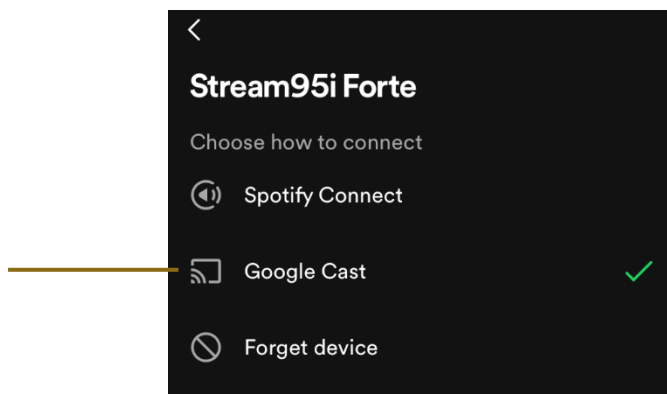 Stream95i Forte
Choose how to connect
Spotify Connect
Google Cast
Forget device